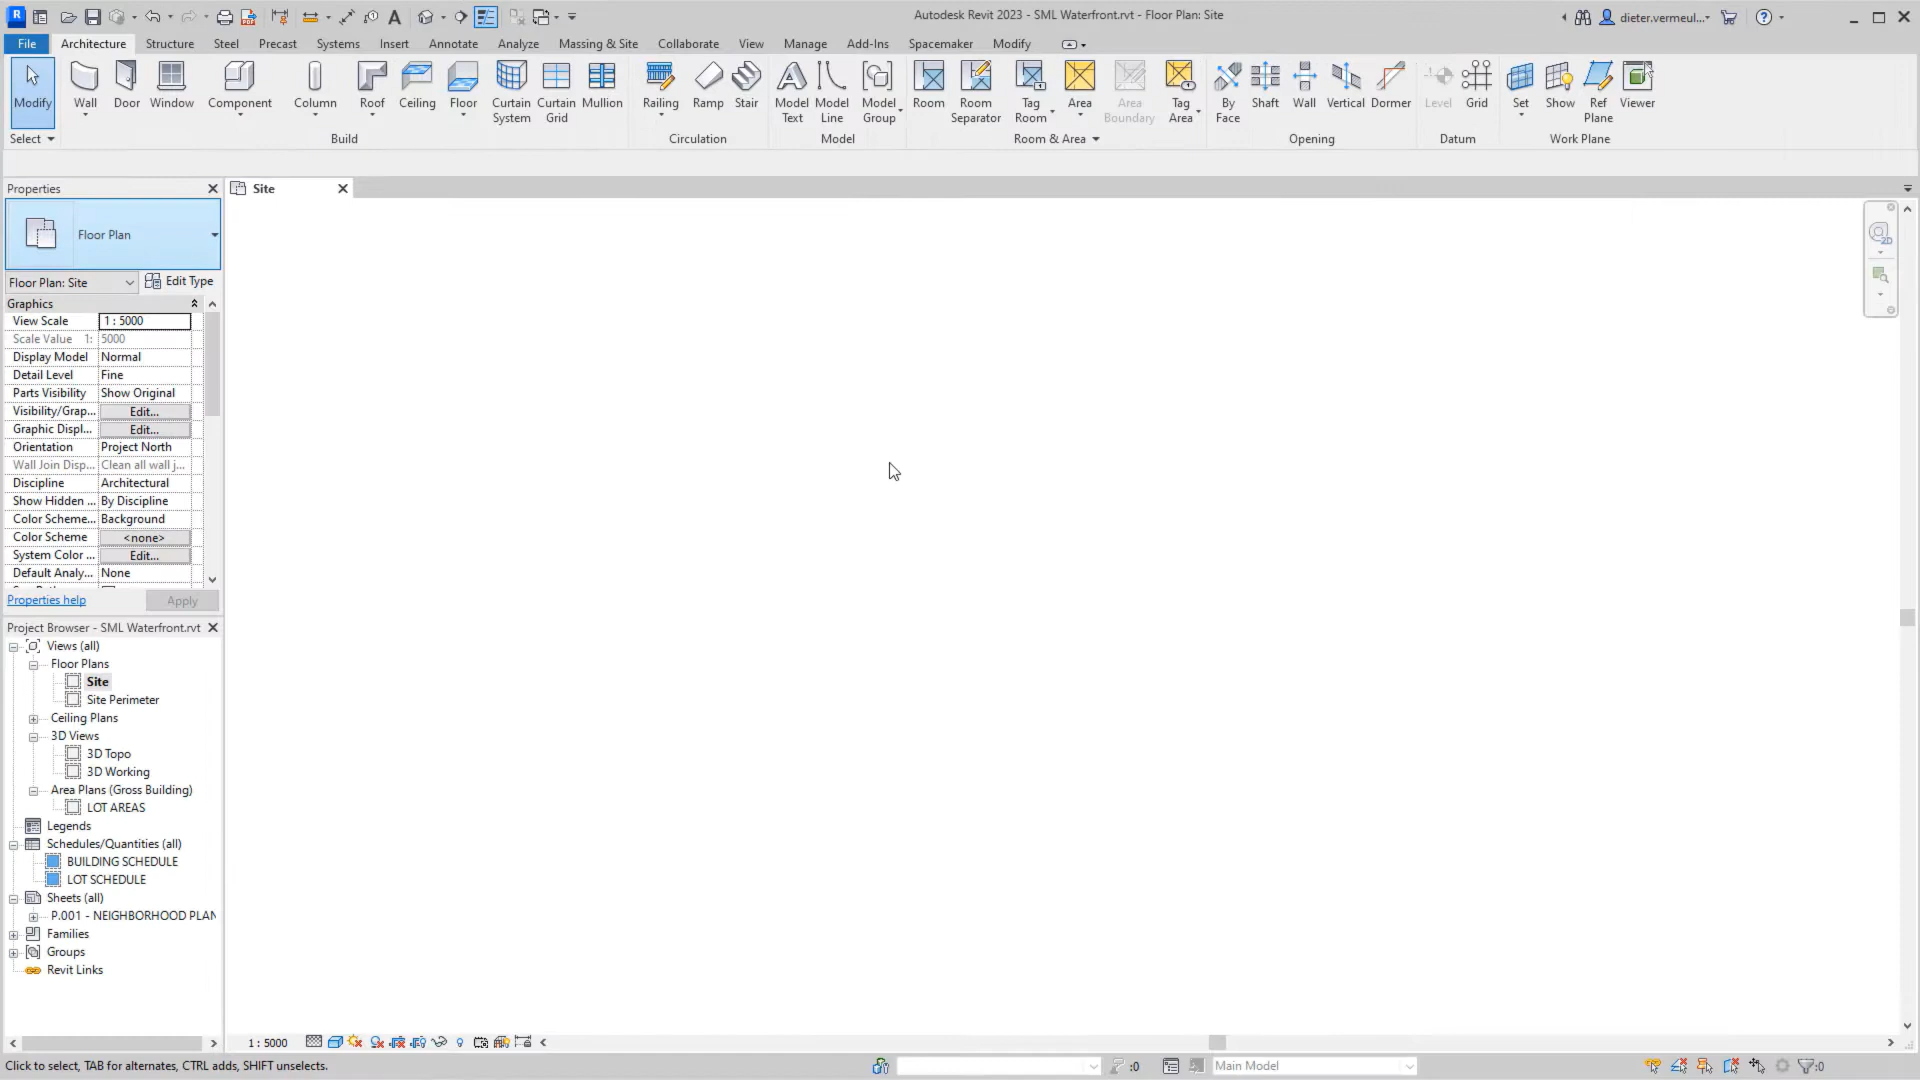 Autodesk Revit 2023 - SML Waterfront.rvt - Floor Plan: Site
dieter.vermeul...
File Architecture Structure Steel Precast Systems Insert Annotate Analyze Massing & Site Collaborate View Manage Add-Ins Spacemaker Modify
Modify Wall Door Window Component Column Roof Ceiling Floor Curtain System Curtain Grid Mullion Railing Ramp Stair Model Text Model Line Model Group Room Room Separator Tag Room Area Area Boundary Tag Area By Face Shaft Wall Vertical Dormer Level Grid Set Show Ref Plane Viewer
Select Build Circulation Model Room & Area Opening Datum Work Plane
Properties
Site
Floor Plan
Floor Plan: Site Edit Type
Graphics
View Scale 1 : 5000
Scale Value 1: 5000
Display Model Normal
Detail Level Fine
Parts Visibility Show Original
Visibility/Grap... Edit...
Graphic Displ... Edit...
Orientation Project North
Wall Join Disp... Clean all wall j...
Discipline Architectural
Show Hidden ... By Discipline
Color Scheme... Background
Color Scheme <none>
System Color ... Edit...
Default Analy... None
Properties help Apply
Project Browser - SML Waterfront.rvt
Views (all)
Floor Plans
Site
Site Perimeter
Ceiling Plans
3D Views
3D Topo
3D Working
Area Plans (Gross Building)
LOT AREAS
Legends
Schedules/Quantities (all)
BUILDING SCHEDULE
LOT SCHEDULE
Sheets (all)
P.001 - NEIGHBORHOOD PLAN
Families
Groups
Revit Links
1 : 5000
Click to select, TAB for alternates, CTRL adds, SHIFT unselects.
:0
Main Model
:0